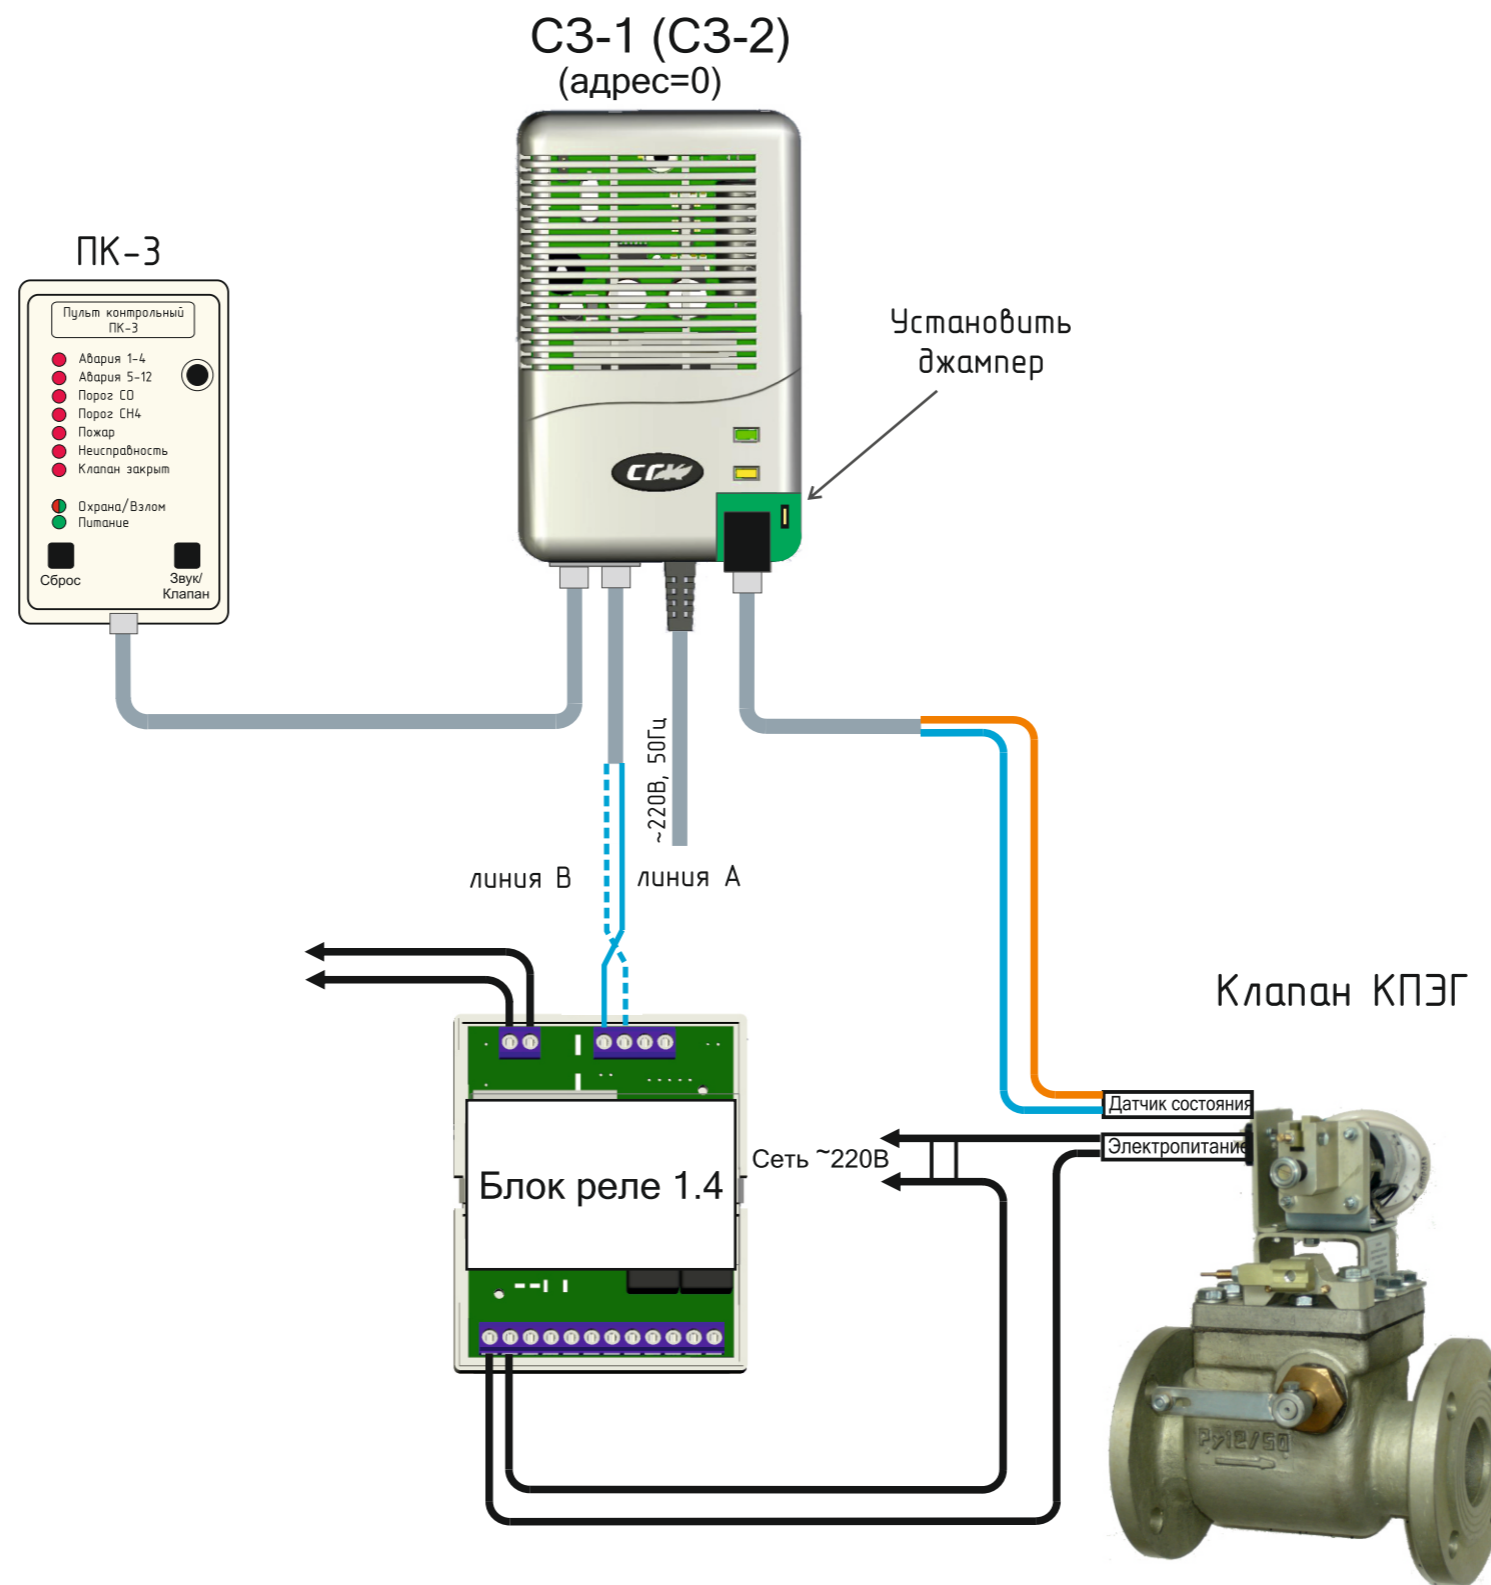 СЗ-1 (СЗ-2)
(адрес=0)
ПК-3
Пульт контрольный
ПК-3
Авария 1-4
Авария 5-12
Порог СО
Порог СН4
Пожар
Неисправность
Клапан закрыт
Охрана/Взлом
Питание
Сброс
Звук/
Клапан
Установить
джампер
СГК
~220В, 50Гц
линия В
линия А
Клапан КПЭГ
Датчик состояния
Электропитание
Сеть ~220В
Блок реле 1.4